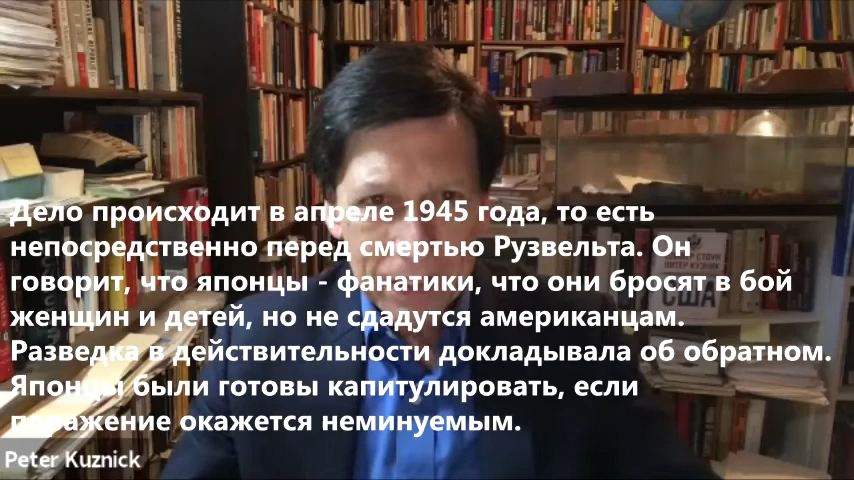 Дело происходит в апреле 1945 года, то есть
непосредственно перед смертью Рузвельта. Он
говорит, что японцы - фанатики, что они бросят в бой
женщин и детей, но не сдадутся американцам.
Разведка в действительности докладывала об обратном.
Японцы были готовы капитулировать, если
поражение окажется неминуемым.
США
Peter Kuznick